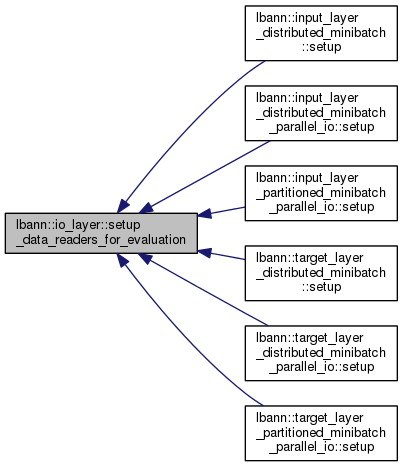 lbann::input_layer
_distributed_minibatch
::setup
lbann::input_layer
_distributed_minibatch
_parallel_io::setup
lbann::input_layer
_partitioned_minibatch
_parallel_io::setup
lbann::io_layer::setup
_data_readers_for_evaluation
lbann::target_layer
_distributed_minibatch
::setup
lbann::target_layer
_distributed_minibatch
_parallel_io::setup
lbann::target_layer
_partitioned_minibatch
_parallel_io::setup